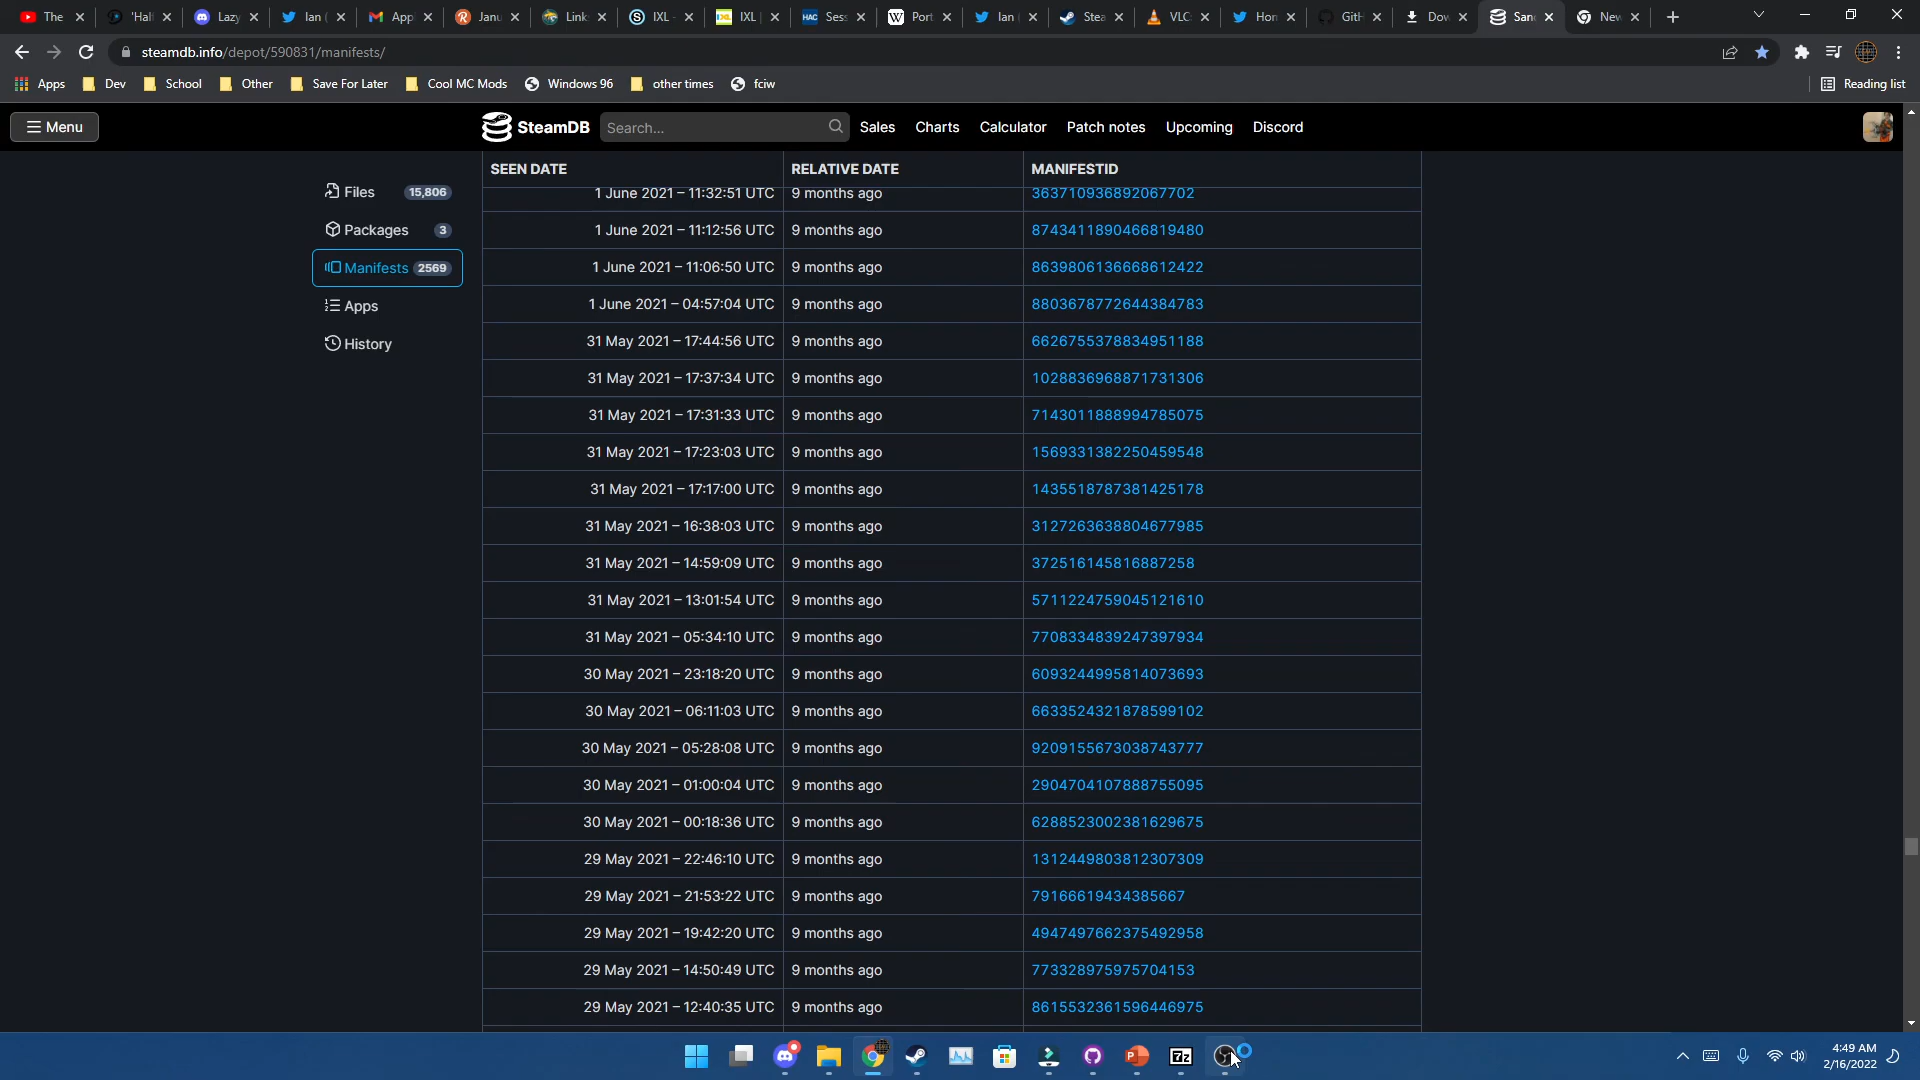 The
'Hall
Lazy
Ian (
App
Janu
Link
IXL -
IXL |
Ses
Port
Ian (
Stea
VLC
Hon
GitH
Dov
San
Nev
steamdb.info/depot/590831/manifests/
Apps
Dev
School
Other
Save For Later
Cool MC Mods
Windows 96
other times
fciw
Reading list
Menu
SteamDB
Search...
Sales
Charts
Calculator
Patch notes
Upcoming
Discord
Files 15,806
Packages 3
Manifests 2569
Apps
History
SEEN DATE RELATIVE DATE MANIFESTID
1 June 2021 – 11:32:51 UTC 9 months ago 363710936892067702
1 June 2021 – 11:12:56 UTC 9 months ago 8743411890466819480
1 June 2021 – 11:06:50 UTC 9 months ago 8639806136668612422
1 June 2021 – 04:57:04 UTC 9 months ago 8803678772644384783
31 May 2021 – 17:44:56 UTC 9 months ago 6626755378834951188
31 May 2021 – 17:37:34 UTC 9 months ago 1028836968871731306
31 May 2021 – 17:31:33 UTC 9 months ago 7143011888994785075
31 May 2021 – 17:23:03 UTC 9 months ago 1569331382250459548
31 May 2021 – 17:17:00 UTC 9 months ago 1435518787381425178
31 May 2021 – 16:38:03 UTC 9 months ago 3127263638804677985
31 May 2021 – 14:59:09 UTC 9 months ago 372516145816887258
31 May 2021 – 13:01:54 UTC 9 months ago 5711224759045121610
31 May 2021 – 05:34:10 UTC 9 months ago 7708334839247397934
30 May 2021 – 23:18:20 UTC 9 months ago 6093244995814073693
30 May 2021 – 06:11:03 UTC 9 months ago 6633524321878599102
30 May 2021 – 05:28:08 UTC 9 months ago 9209155673038743777
30 May 2021 – 01:00:04 UTC 9 months ago 2904704107888755095
30 May 2021 – 00:18:36 UTC 9 months ago 6288523002381629675
29 May 2021 – 22:46:10 UTC 9 months ago 1312449803812307309
29 May 2021 – 21:53:22 UTC 9 months ago 79166619434385667
29 May 2021 – 19:42:20 UTC 9 months ago 4947497662375492958
29 May 2021 – 14:50:49 UTC 9 months ago 773328975975704153
29 May 2021 – 12:40:35 UTC 9 months ago 8615532361596446975
4:49 AM
2/16/2022